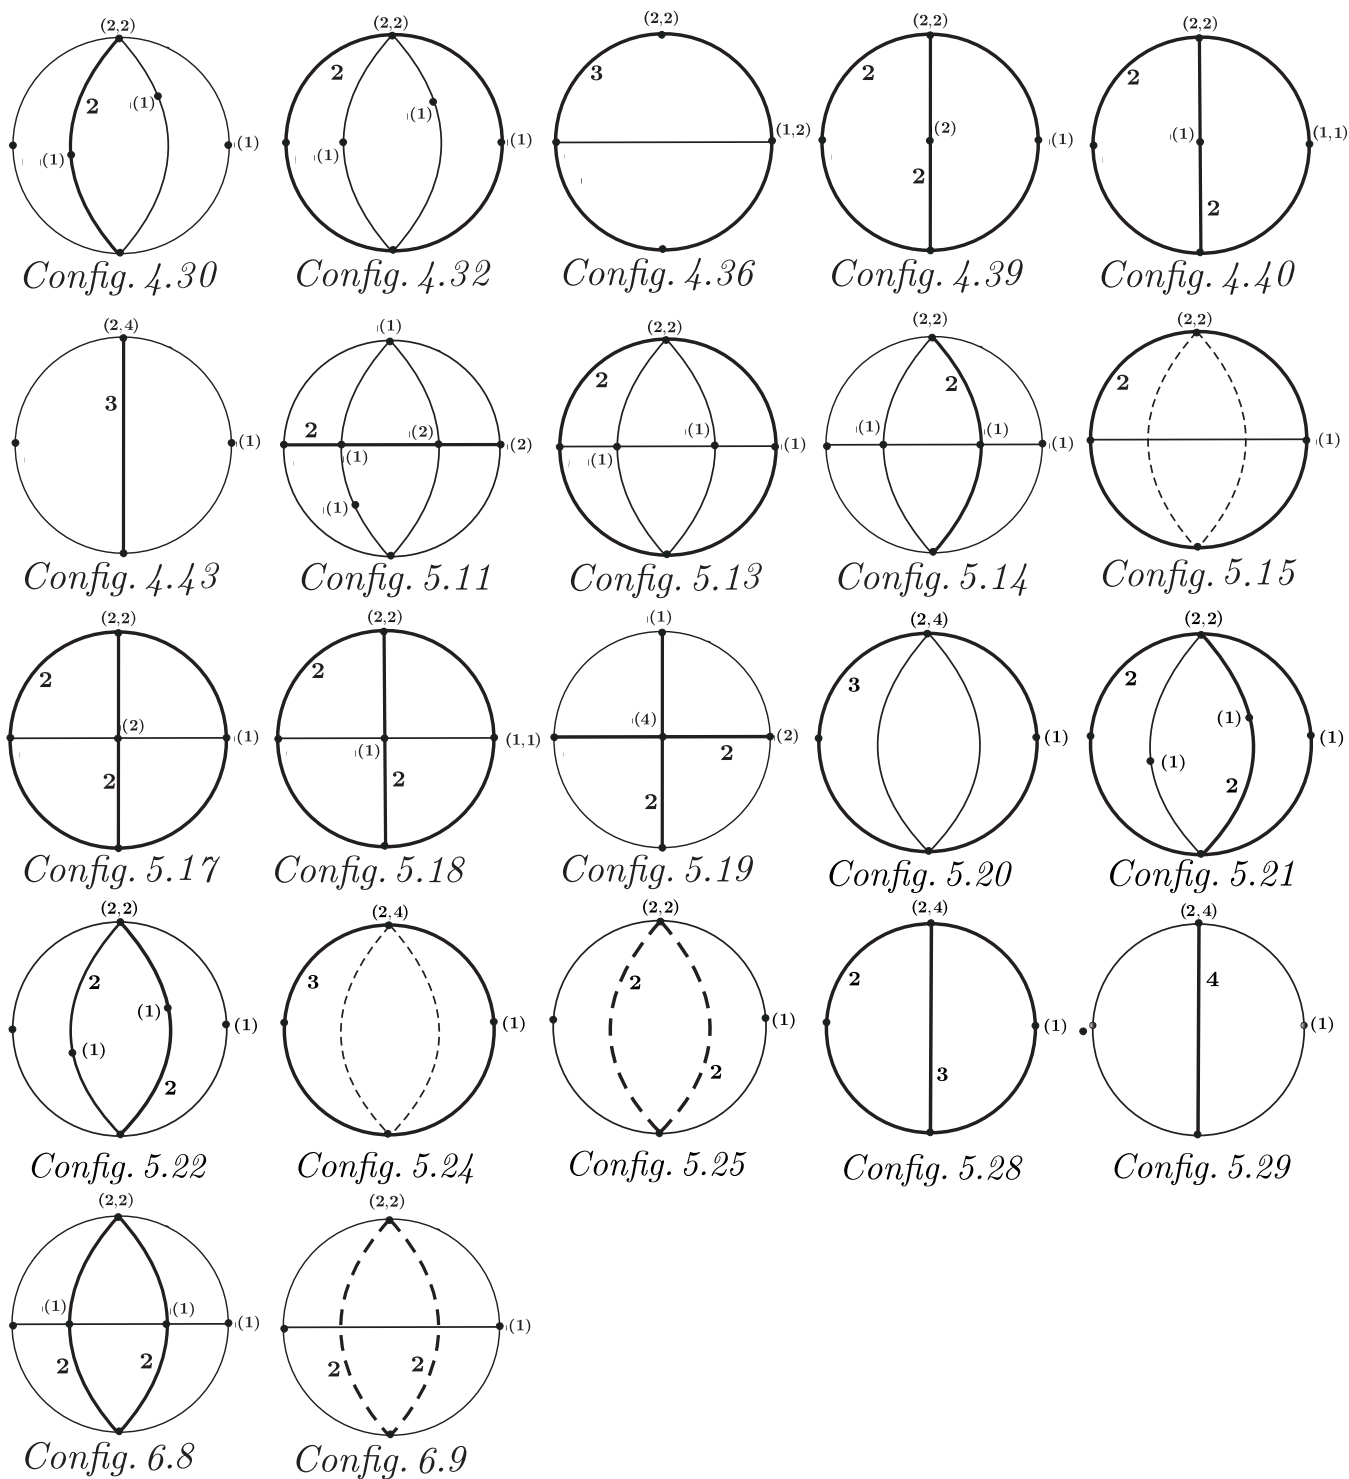 (2,2) (2,2) (2,2) (2,2) (2,2)
2 (1) (1) (1)
2 (1) (1) (1)
3 (1,2)
2 (2) (1) 2
2 (1) (1,1) 2
Config. 4.30 Config. 4.32 Config. 4.36 Config. 4.39 Config. 4.40
(2,4) (1) (2,2) (2,2) (2,2)
3 (1)
2 (2) (2) (1) (1)
2 (1) (1) (1)
2 (1) (1) (1)
2 (1)
Config. 4.43 Config. 5.11 Config. 5.13 Config. 5.14 Config. 5.15
(2,2) (2,2) (1) (2,4) (2,2)
2 (2) (1) 2
2 (1) (1,1) 2
(4) (2) 2 2
3 (1)
2 (1) (1) (1) 2
Config. 5.17 Config. 5.18 Config. 5.19 Config. 5.20 Config. 5.21
(2,2) (2,4) (2,2) (2,4) (2,4)
2 (1) (1) (1) 2
3 (1)
2 (1) 2
2 (1) 3
4 (1)
Config. 5.22 Config. 5.24 Config. 5.25 Config. 5.28 Config. 5.29
(2,2) (2,2)
(1) (1) (1) 2 2
(1) 2 2
Config. 6.8 Config. 6.9